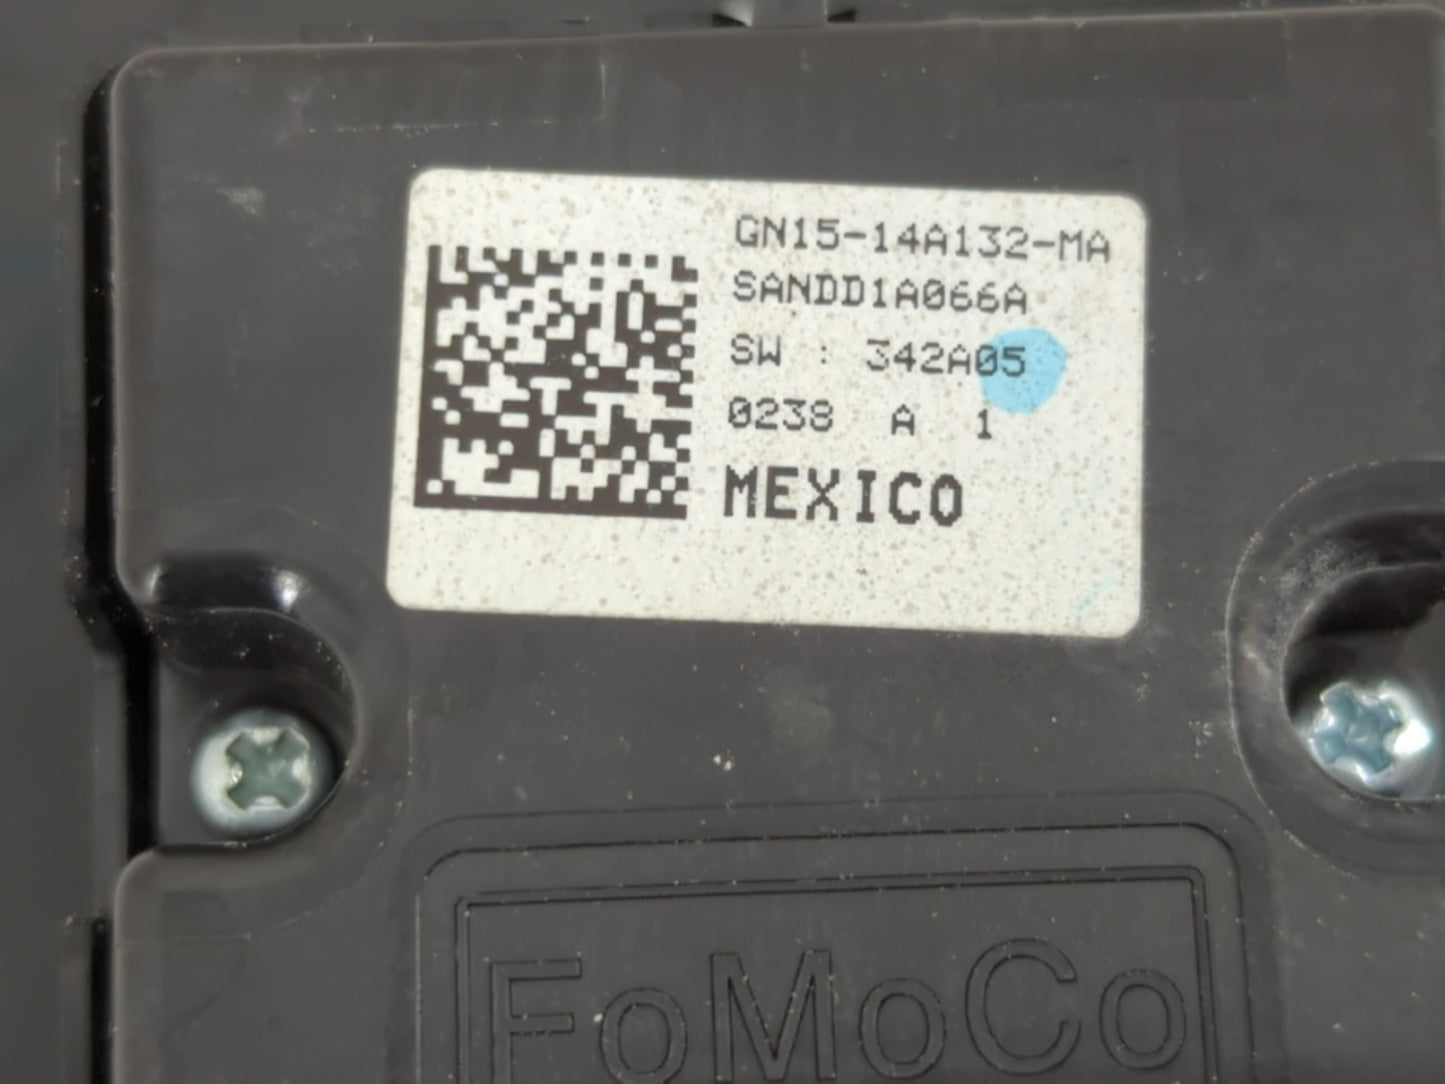 GN15-14A132-MA
SANDD1A066A
SW : 342A05
0238 A 1
MEXICO
FoMoCo